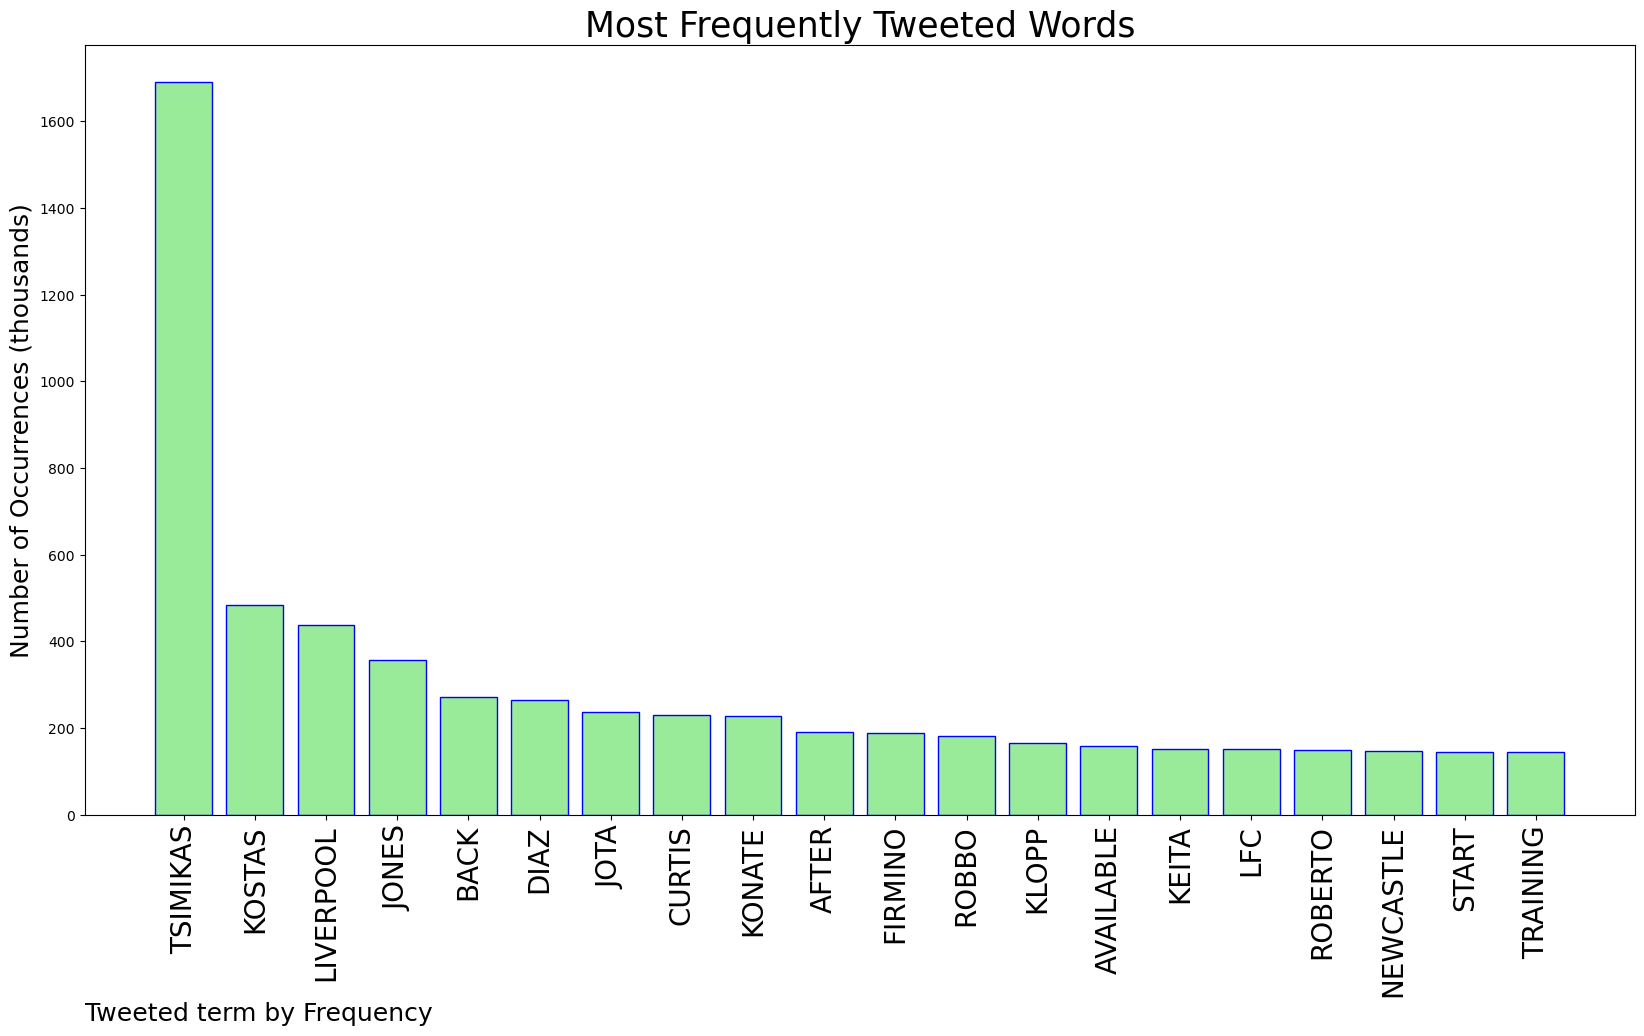 Most Frequently Tweeted Words
Number of Occurrences (thousands)
1600
1400
1200
1000
800
600
400
200
0
TSIMIKAS
KOSTAS
LIVERPOOL
JONES
BACK
DIAZ
JOTA
CURTIS
KONATE
AFTER
FIRMINO
ROBBO
KLOPP
AVAILABLE
KEITA
LFC
ROBERTO
NEWCASTLE
START
TRAINING
Tweeted term by Frequency